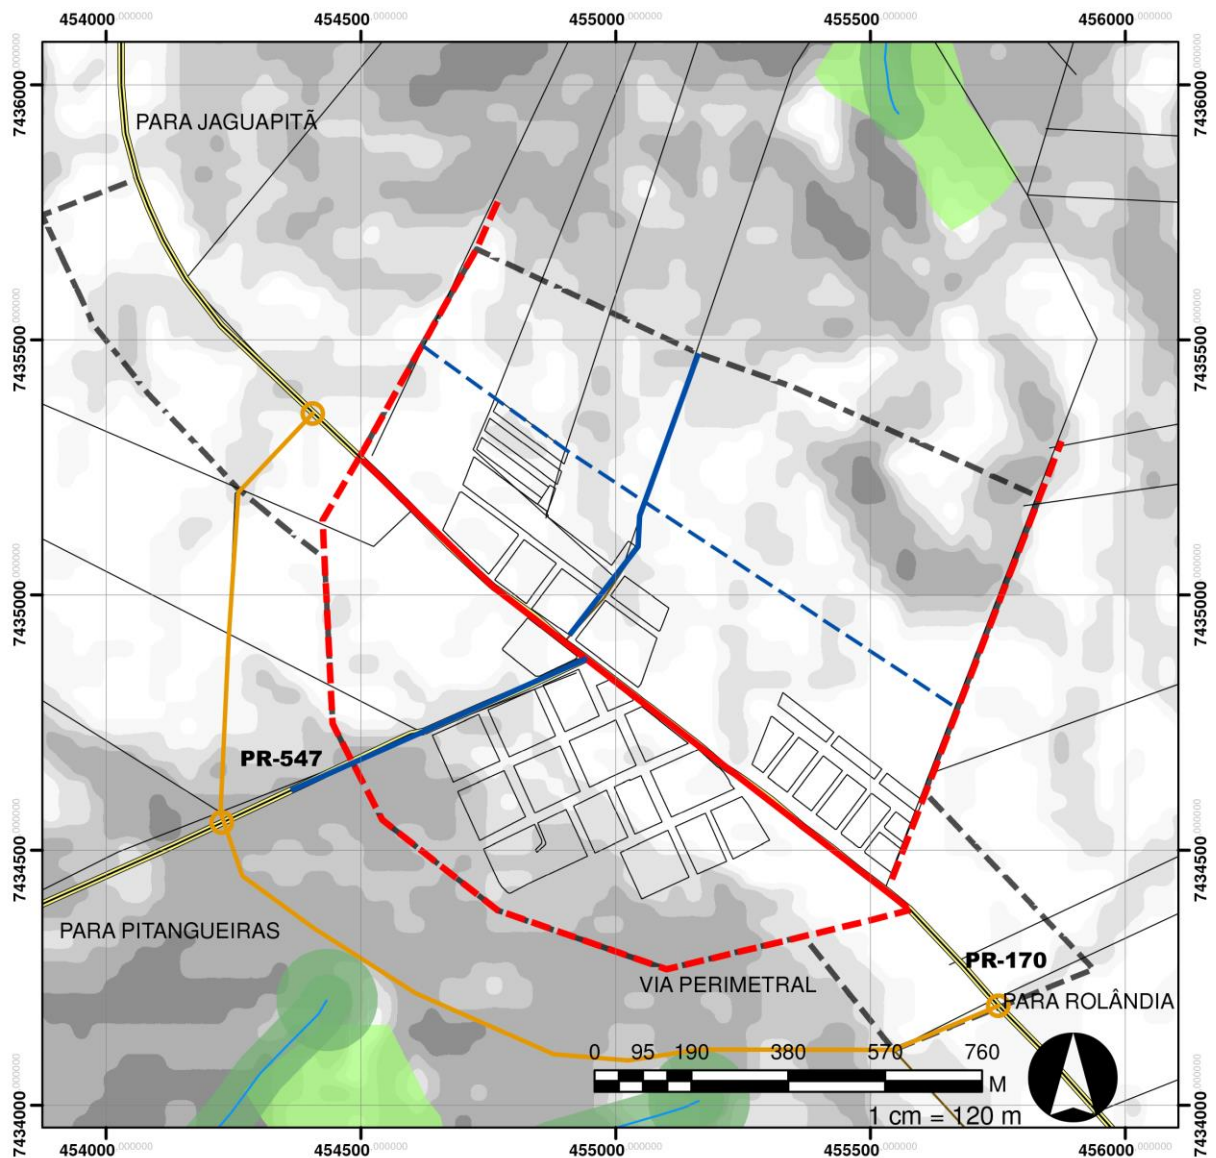 454000.000000 454500.000000 455000.000000 455500.000000 456000.000000
7436000.000000
7436000.000000
PARA JAGUAPITÃ
7435500.000000
7435500.000000
7435000.000000
7435000.000000
PR-547
7434500.000000
7434500.000000
PARA PITANGUEIRAS
PR-170
VIA PERIMETRAL
PARA ROLÂNDIA
0 95 190 380 570 760
M
1 cm = 120 m
7434000.000000
7434000.000000
454000.000000 454500.000000 455000.000000 455500.000000 456000.000000